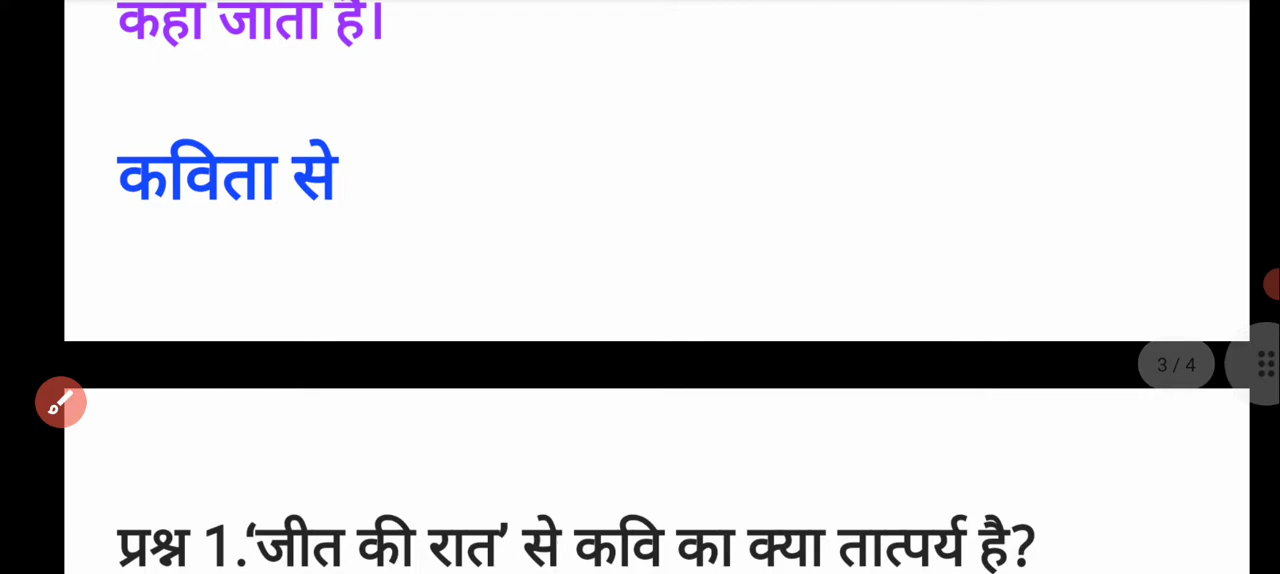 कहा जाता है।
कविता से
3 / 4
प्रश्न 1.‘जीत की रात’ से कवि का क्या तात्पर्य है?